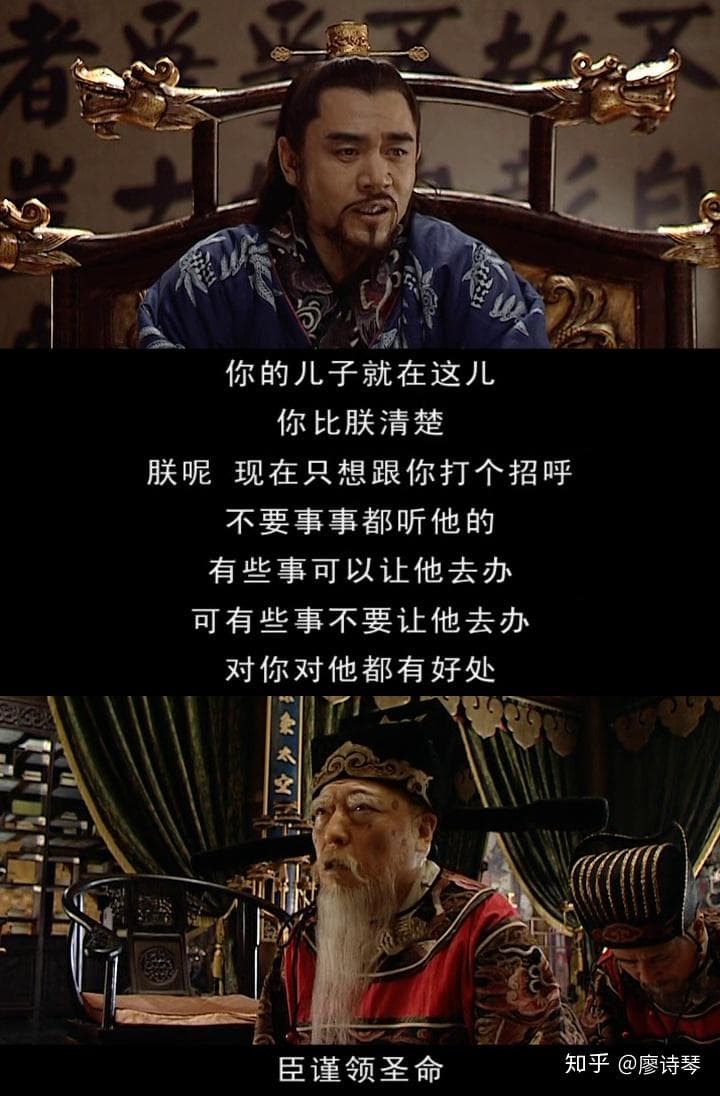 你的儿子就在这儿
你比朕清楚
朕呢 现在只想跟你打个招呼
不要事事都听他的
有些事可以让他去办
可有些事不要让他去办
对你对他都有好处
臣谨领圣命
知乎 @廖诗琴